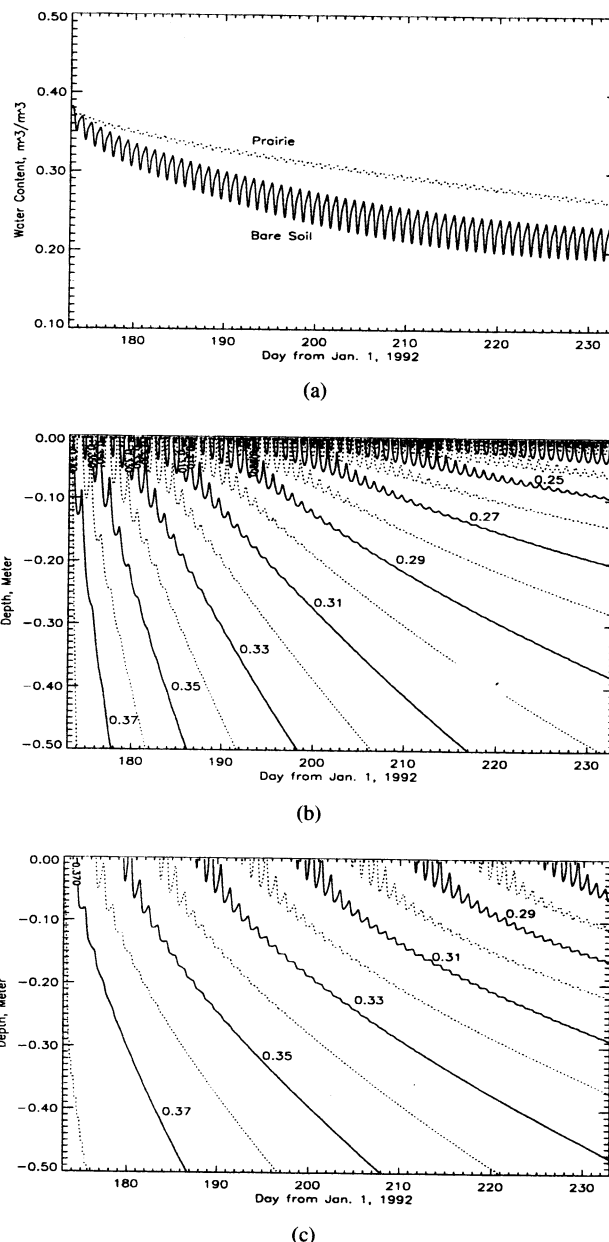 0.50
0.40
0.30
0.20
0.10
Water Content, m^3/m^3
Prairie
Bare Soil
180 190 200 210 220 230
Day from Jan. 1, 1992
(a)
0.00
-0.10
-0.20
-0.30
-0.40
-0.50
Depth, Meter
0.25
0.27
0.29
0.31
0.33
0.35
0.37
180 190 200 210 220 230
Day from Jan. 1, 1992
(b)
0.00
-0.10
-0.20
-0.30
-0.40
-0.50
Depth, Meter
0.370
0.29
0.31
0.33
0.35
0.37
180 190 200 210 220 230
Day from Jan. 1, 1992
(c)